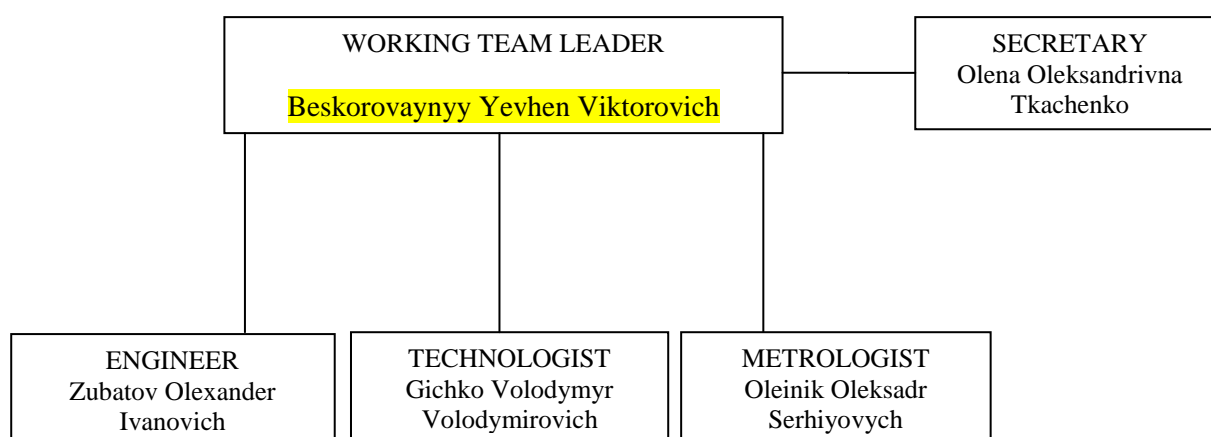 WORKING TEAM LEADER
Beskorovaynyy Yevhen Viktorovich
SECRETARY
Olena Oleksandrivna
Tkachenko
ENGINEER
Zubatov Olexander
Ivanovich
TECHNOLOGIST
Gichko Volodymyr
Volodymirovich
METROLOGIST
Oleinik Oleksadr
Serhiyovych